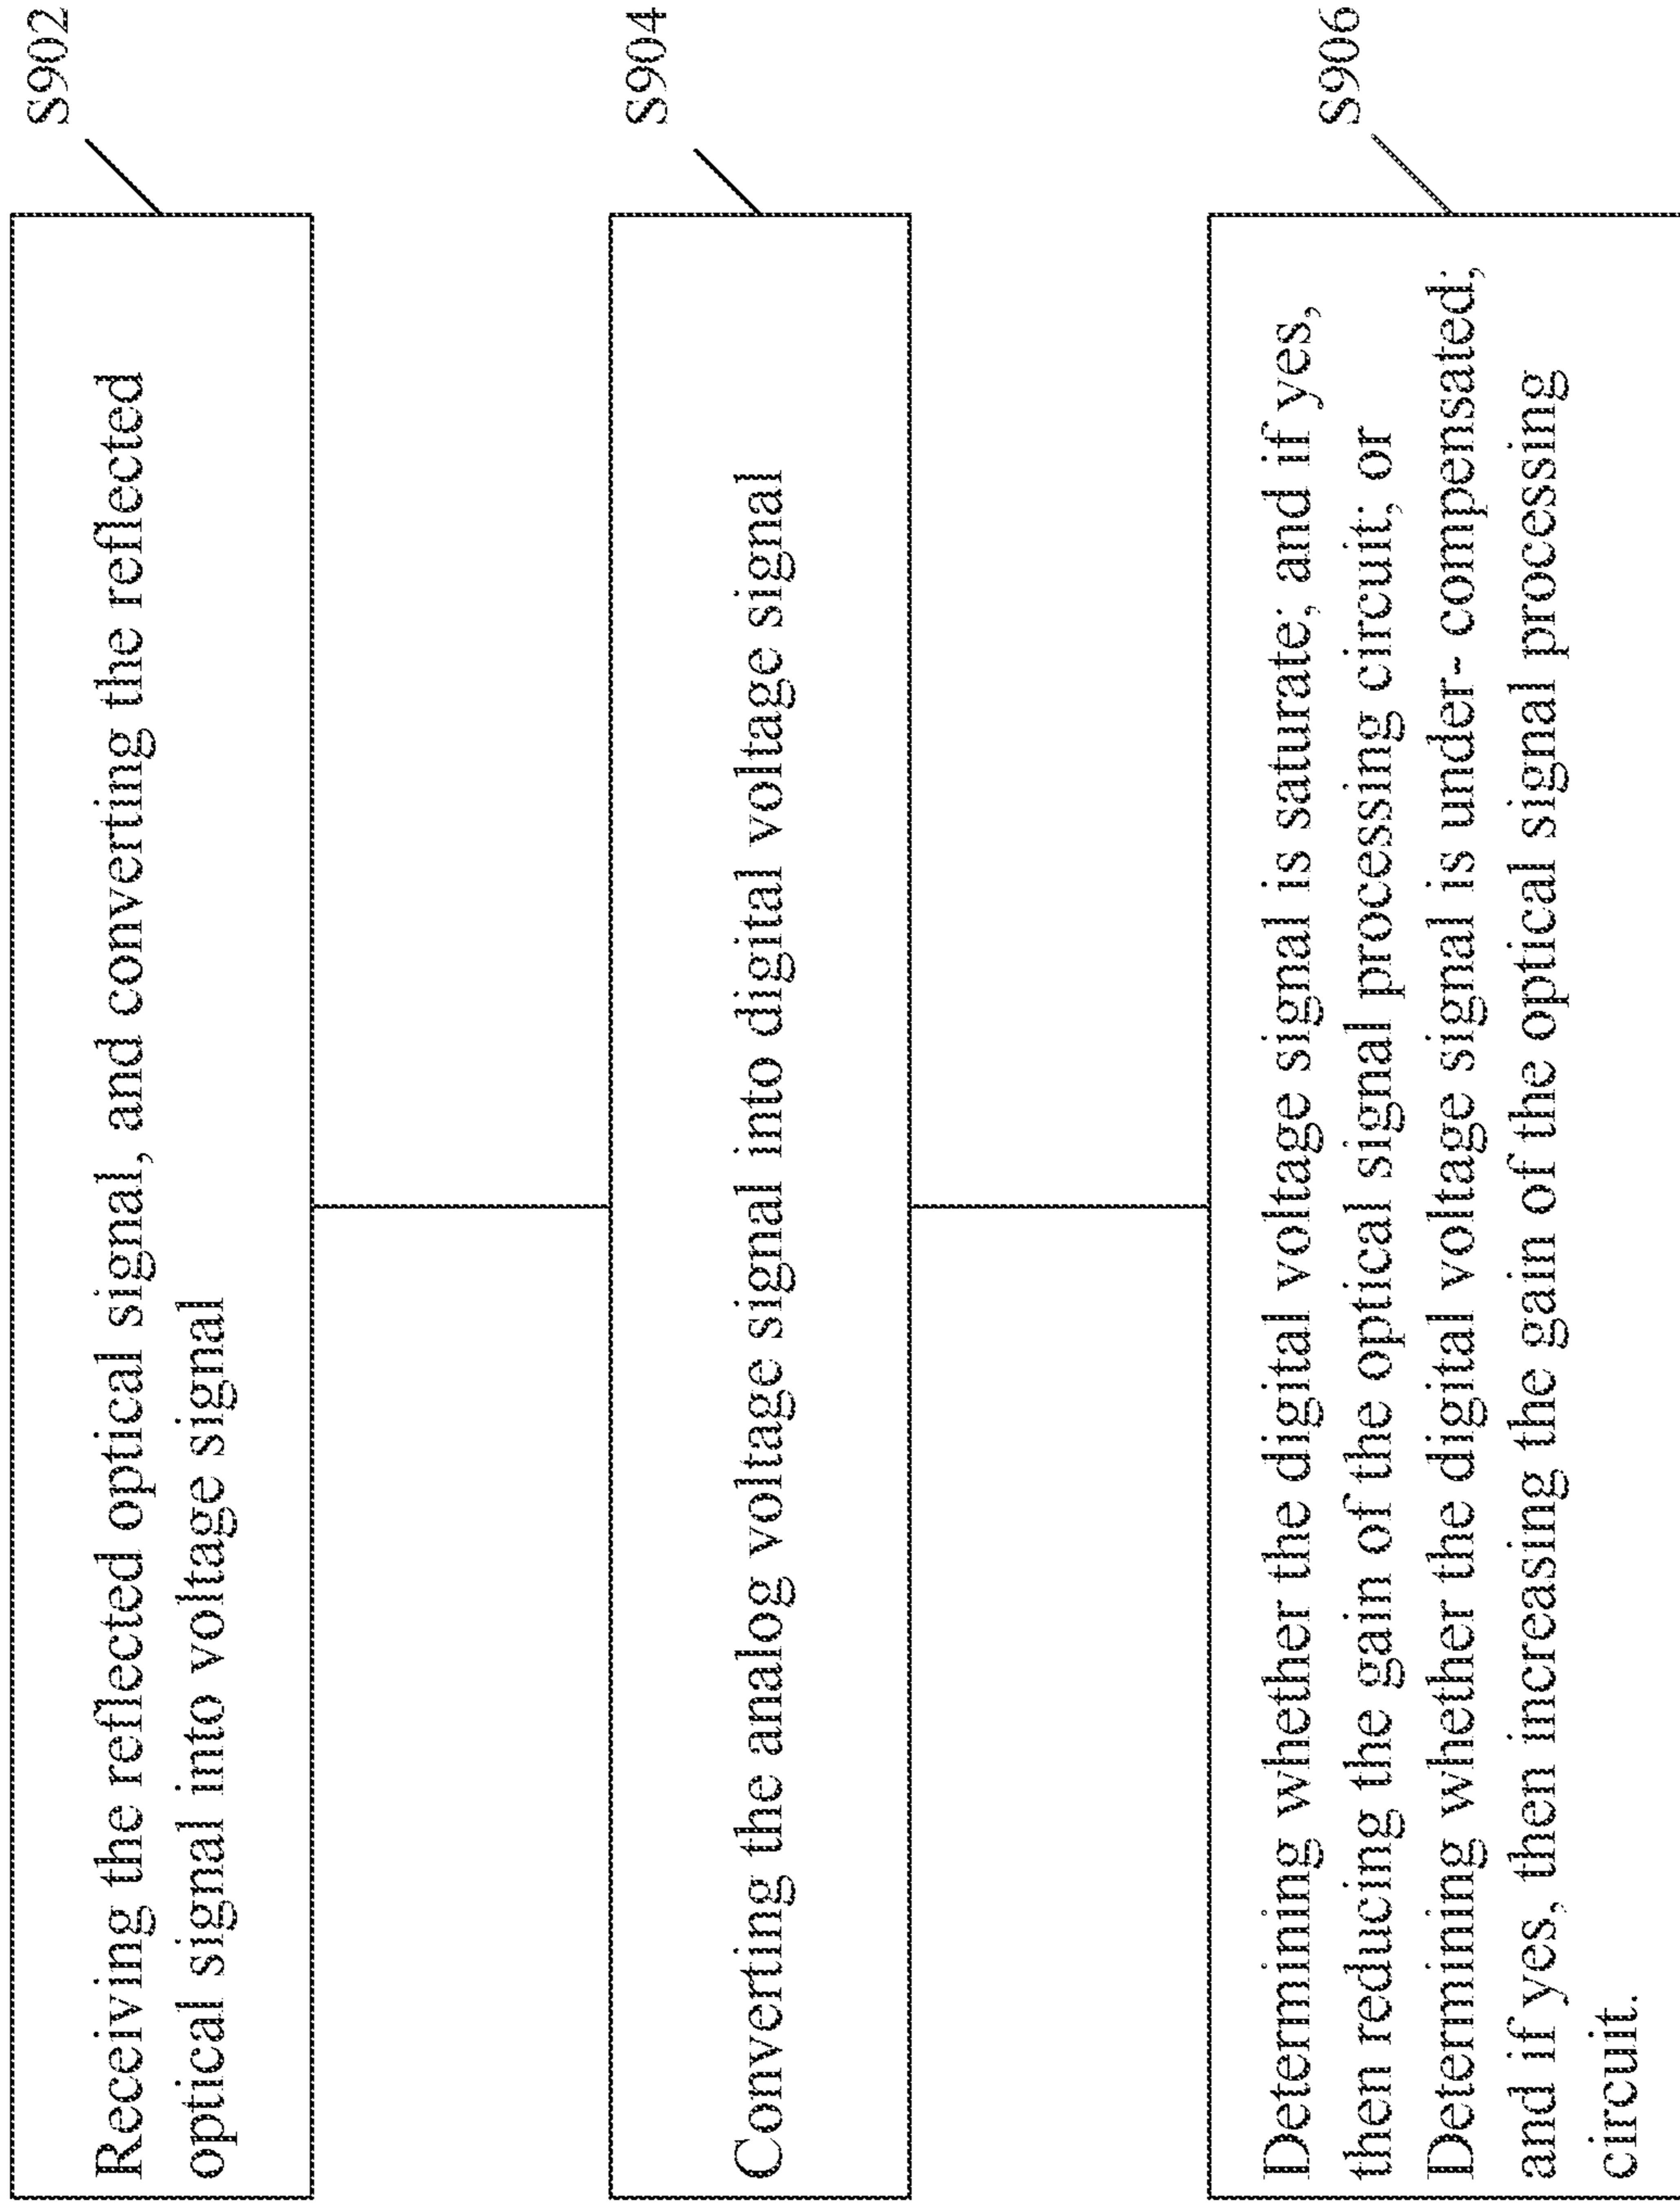 S902
Receiving the reflected optical signal, and converting the reflected
optical signal into voltage signal
S904
Converting the analog voltage signal into digital voltage signal
S906
Determining whether the digital voltage signal is saturate; and if yes,
then reducing the gain of the optical signal processing circuit; or
Determining whether the digital voltage signal is under- compensated;
and if yes, then increasing the gain of the optical signal processing
circuit.